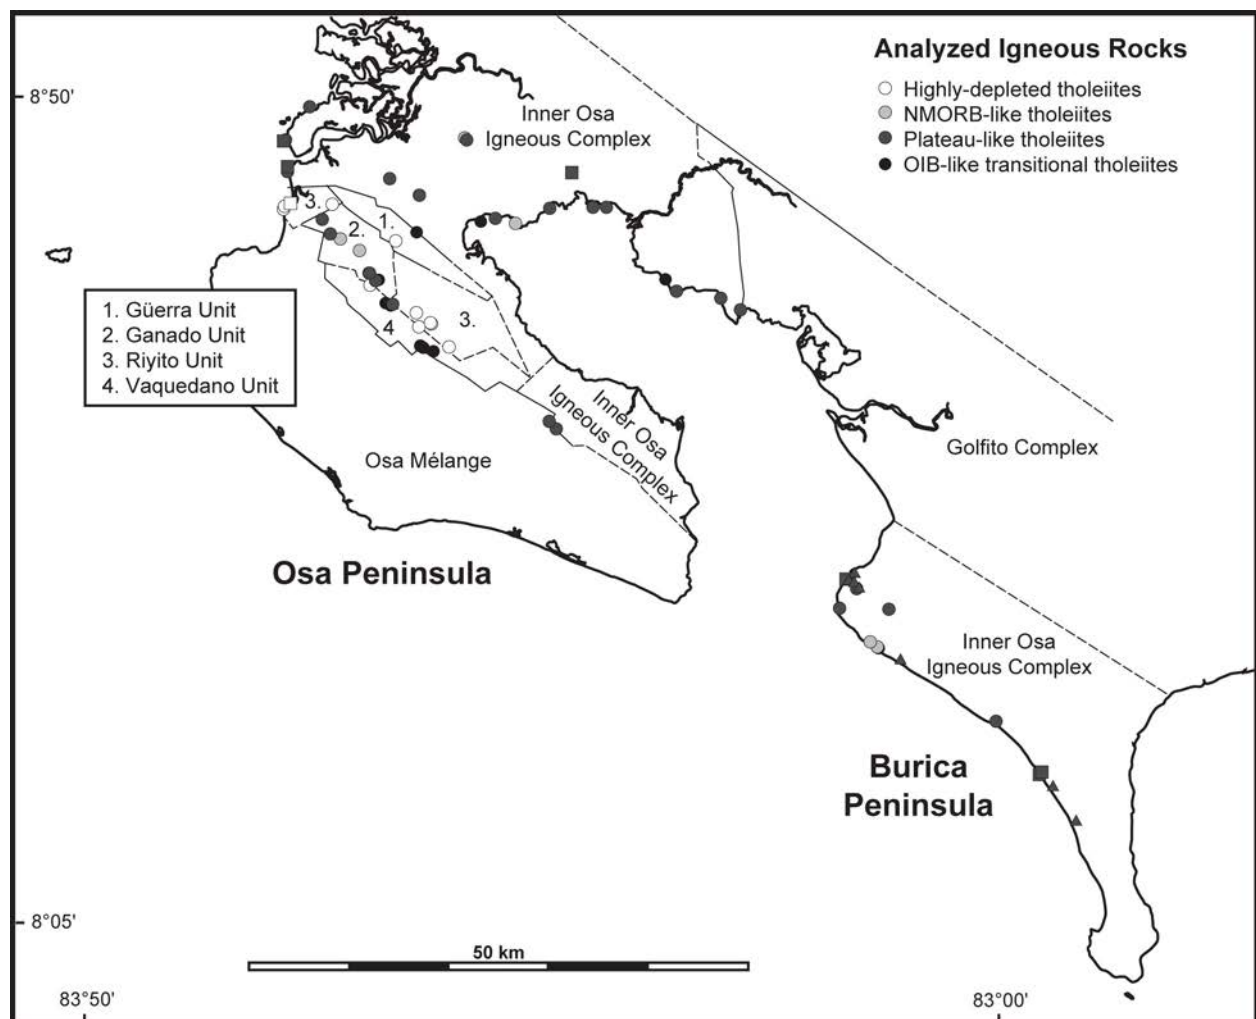 Analyzed Igneous Rocks
Highly-depleted tholeiites
NMORB-like tholeiites
Plateau-like tholeiites
OIB-like transitional tholeiites
8°50'
Inner Osa
Igneous Complex
3.
1.
2.
3.
4
1. Güerra Unit
2. Ganado Unit
3. Riyito Unit
4. Vaquedano Unit
Inner Osa
Igneous Complex
Osa Mélange
Golfito Complex
Osa Peninsula
Inner Osa
Igneous Complex
Burica
Peninsula
8°05'
50 km
83°50'
83°00'